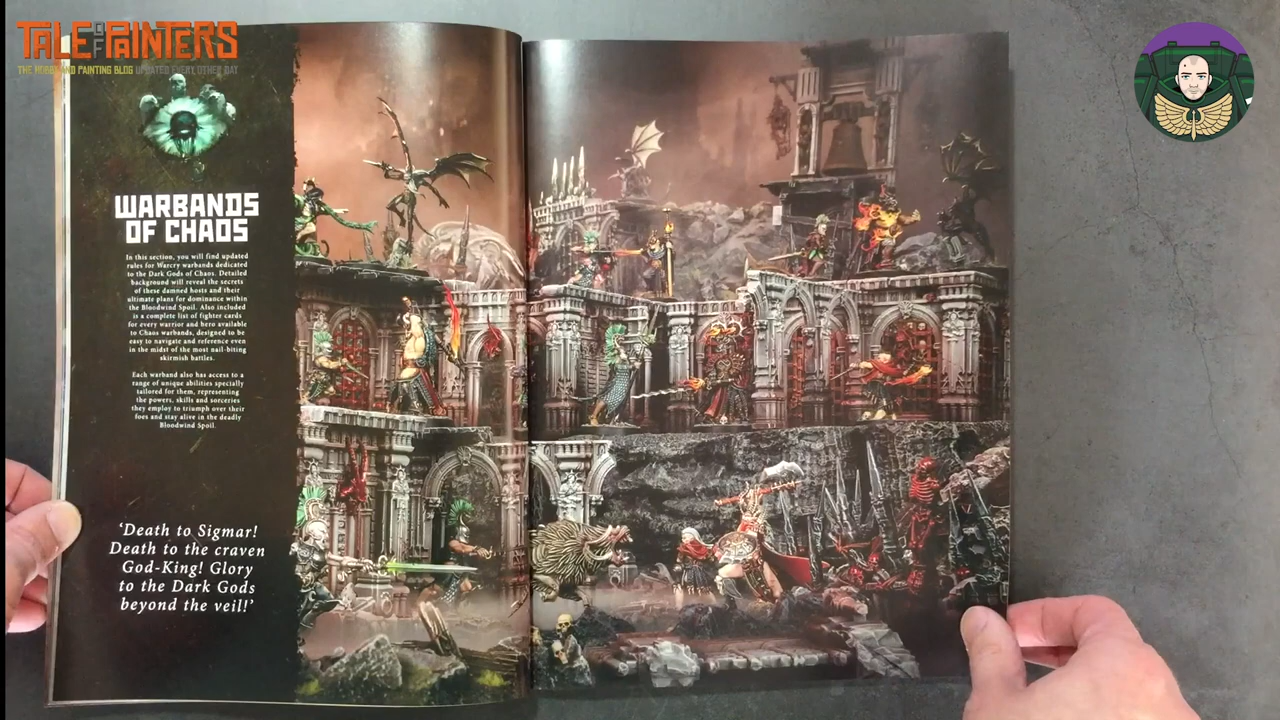 TALE OF PAINTERS
THE HOBBY AND PAINTING BLOG UPDATED EVERY OTHER DAY
WARBANDS
OF CHAOS
In this section, you will find updated
rules for Warcry warbands dedicated
to the Dark Gods of Chaos. Detailed
background will reveal the secrets
of these damned hosts and their
ultimate plans for dominance within
the Bloodwind Spoil. Also included
is a complete list of fighter cards
for every warrior and hero available
to Chaos warbands, designed to be
easy to navigate and reference even
in the midst of the most nail-biting
skirmish battles.
Each warband also has access to a
range of unique abilities specially
tailored for them, representing
the powers, skills and sorceries
they employ to triumph over their
foes and stay alive in the deadly
Bloodwind Spoil.
‘Death to Sigmar!
Death to the craven
God-King! Glory
to the Dark Gods
beyond the veil!’